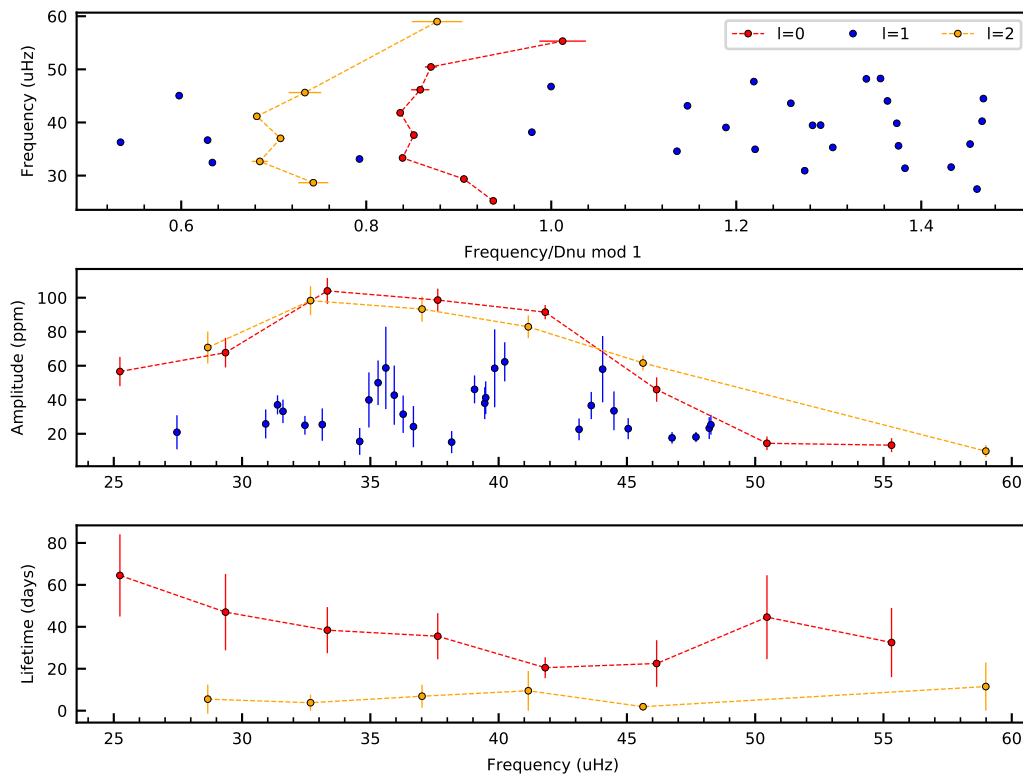 60
50
40
30
Frequency (uHz)
l=0 l=1 l=2
0.6 0.8 1.0 1.2 1.4
Frequency/Dnu mod 1
100
80
60
40
20
Amplitude (ppm)
25 30 35 40 45 50 55 60
80
60
40
20
0
Lifetime (days)
25 30 35 40 45 50 55 60
Frequency (uHz)